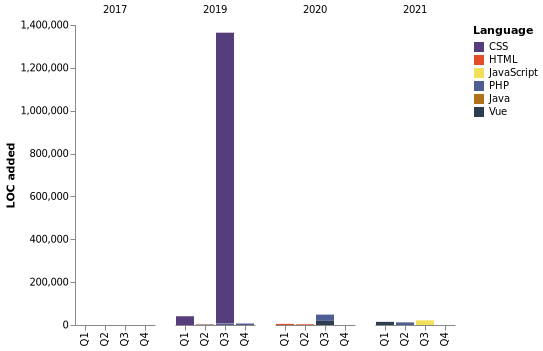 2017 2019 2020 2021
1,400,000
1,200,000
1,000,000
800,000
600,000
400,000
200,000
0
LOC added
Q1 Q2 Q3 Q4 Q1 Q2 Q3 Q4 Q1 Q2 Q3 Q4 Q1 Q2 Q3 Q4
Language
CSS
HTML
JavaScript
PHP
Java
Vue